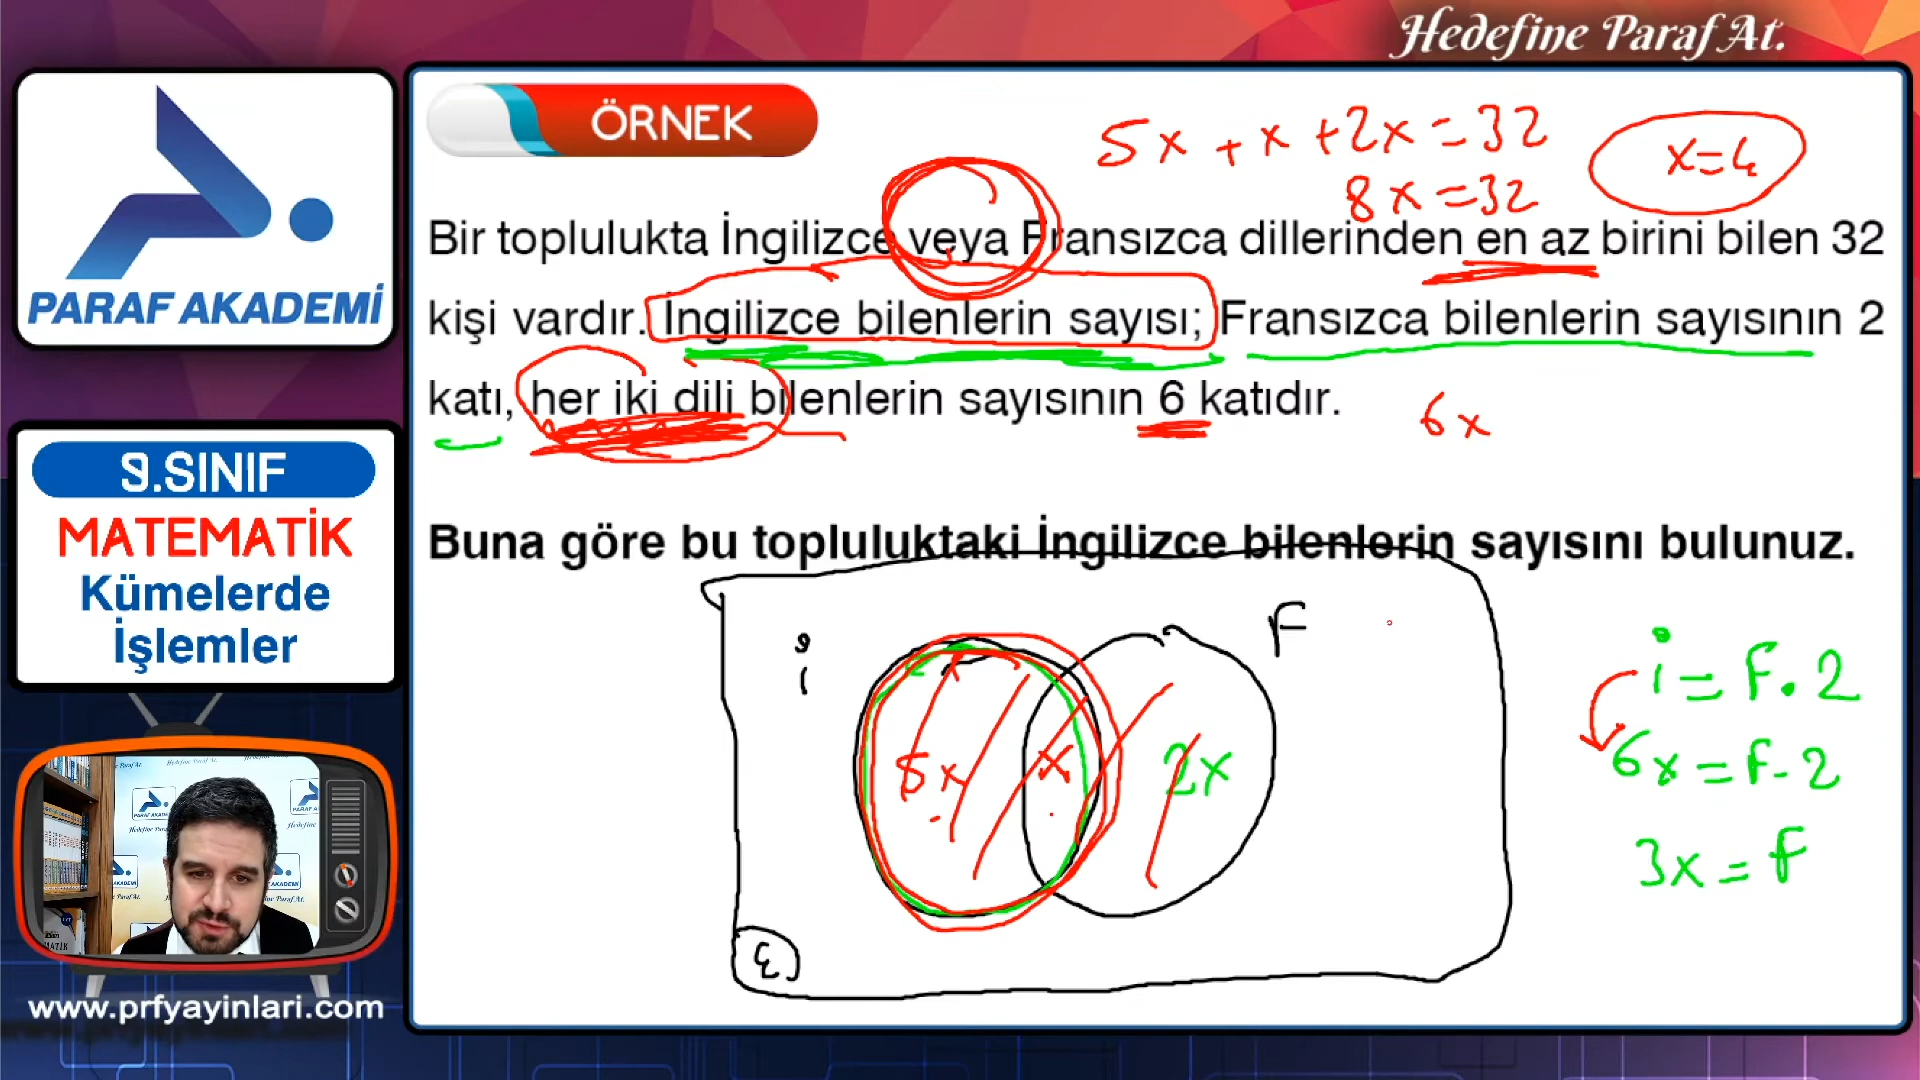 Hedefine Paraf At.
PARAF AKADEMİ
9.SINIF
MATEMATİK
Kümelerde
İşlemler
www.prfyayinlari.com
ÖRNEK
5x + x + 2x = 32
8x = 32
x = 4
Bir toplulukta İngilizce veya Fransızca dillerinden en az birini bilen 32
kişi vardır. İngilizce bilenlerin sayısı; Fransızca bilenlerin sayısının 2
katı, her iki dili bilenlerin sayısının 6 katıdır.
6x
Buna göre bu topluluktaki İngilizce bilenlerin sayısını bulunuz.
i
F
5x
x
2x
E
i = F . 2
6x = F . 2
3x = F